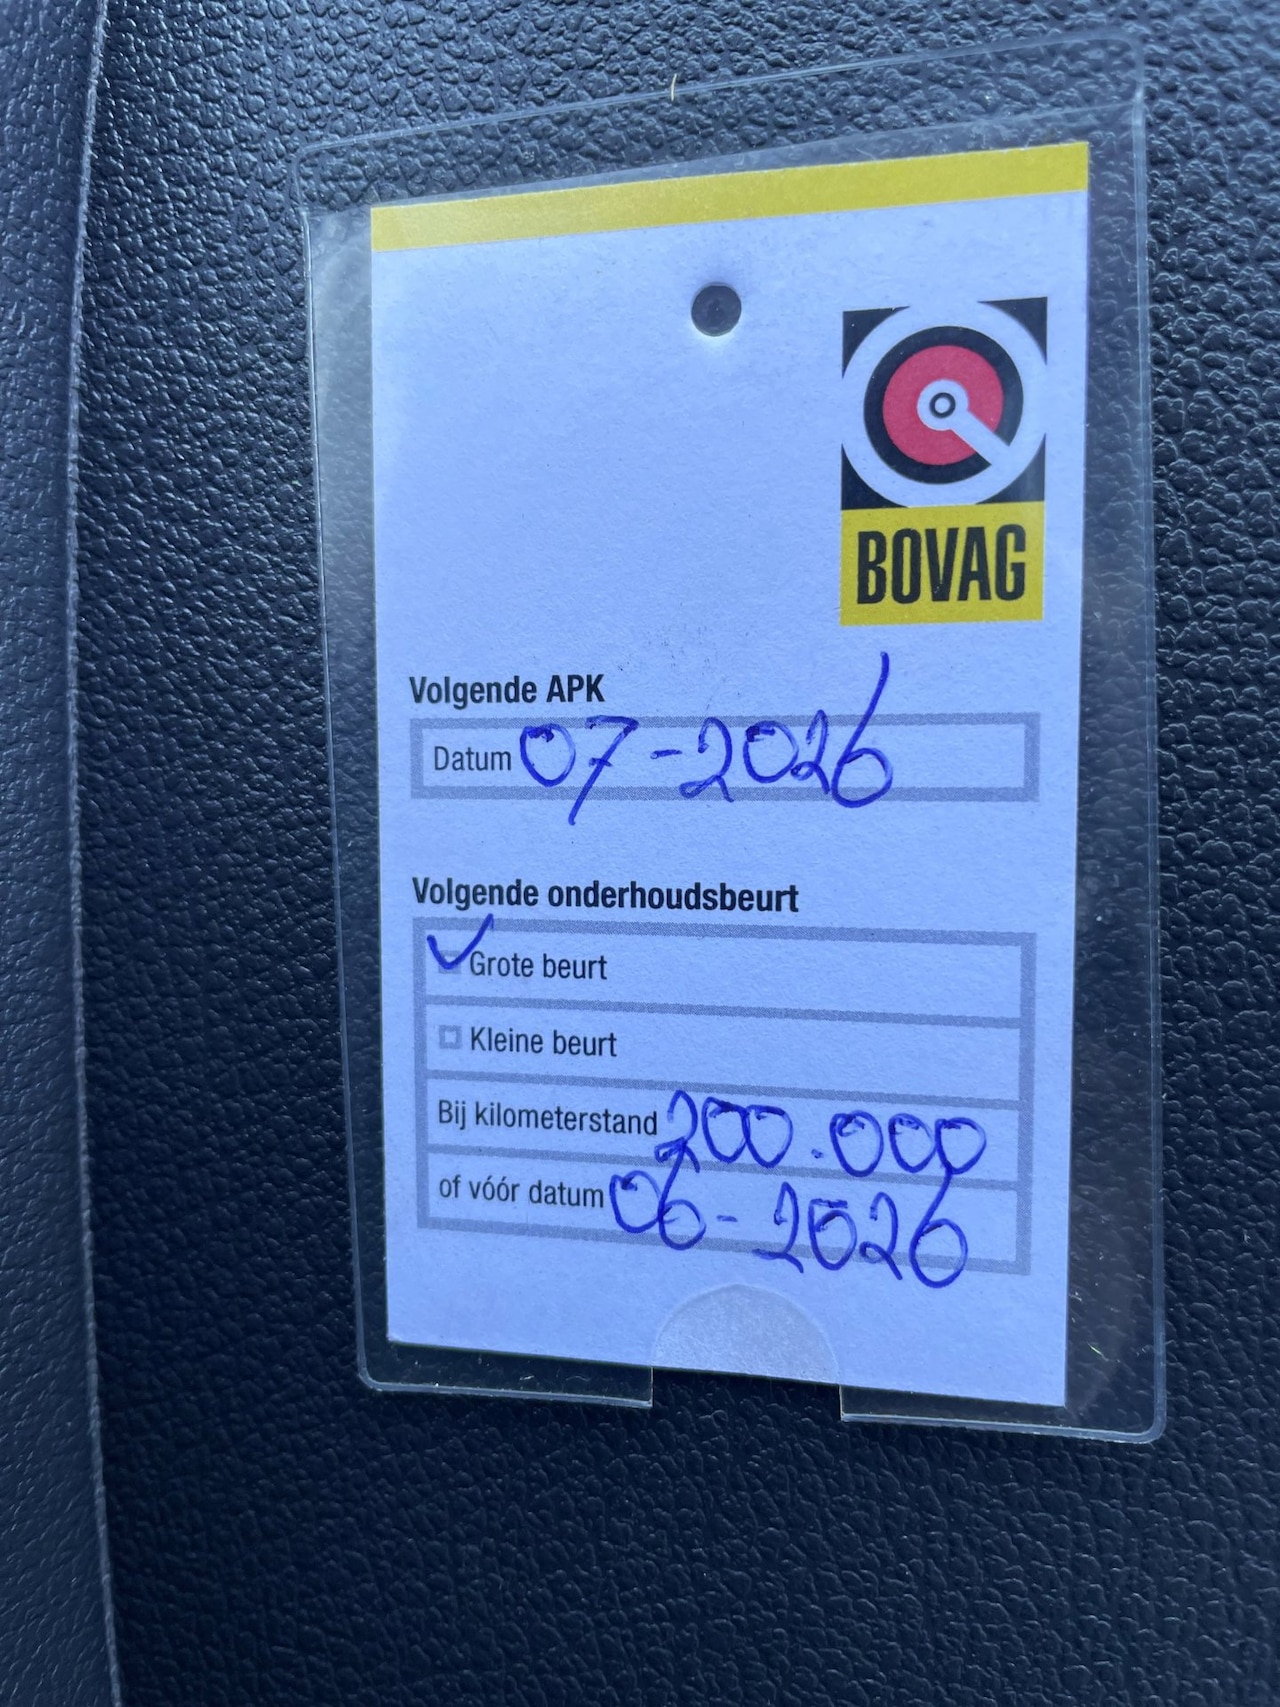 BOVAG
Volgende APK
Datum 07-2026
Volgende onderhoudsbeurt
Grote beurt
Kleine beurt
Bij kilometerstand 200.000
of vóór datum 06-2026